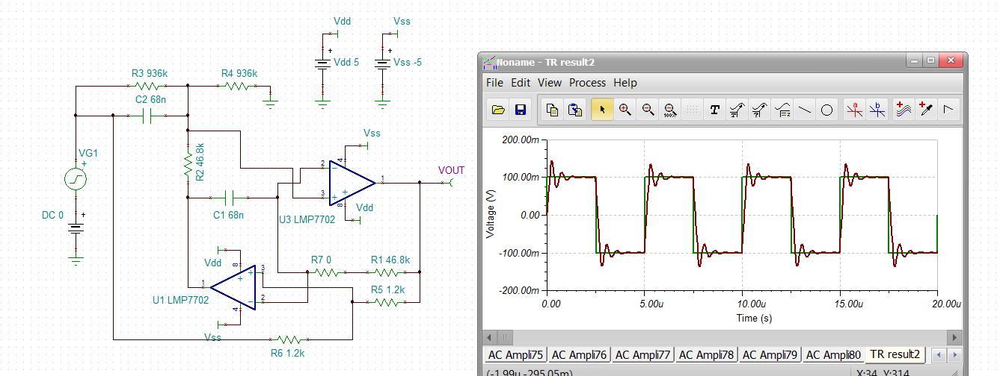 Vdd
Vss
+
+
Vdd 5
Vss -5
R3 936k
R4 936k
C2 68n
VG1
+
R2 46.8k
Vss
4
2
-
1
VOUT
3
+
+
8
Vdd
U3 LMP7702
C1 68n
DC 0
+
Vdd
8
+
R7 0
R1 46.8k
3
+
1
R5 1.2k
U1 LMP7702
-
2
4
Vss
R6 1.2k
Noname - TR result2
File Edit View Process Help
100%
T
a
b
200.00m
100.00m
0.00
-100.00m
-200.00m
Voltage (V)
0.00
5.00u
10.00u
15.00u
20.00u
Time (s)
AC Ampli75
AC Ampli76
AC Ampli77
AC Ampli78
AC Ampli79
AC Ampli80
TR result2
(-1.99u,-295.05m)
X:34 Y:314